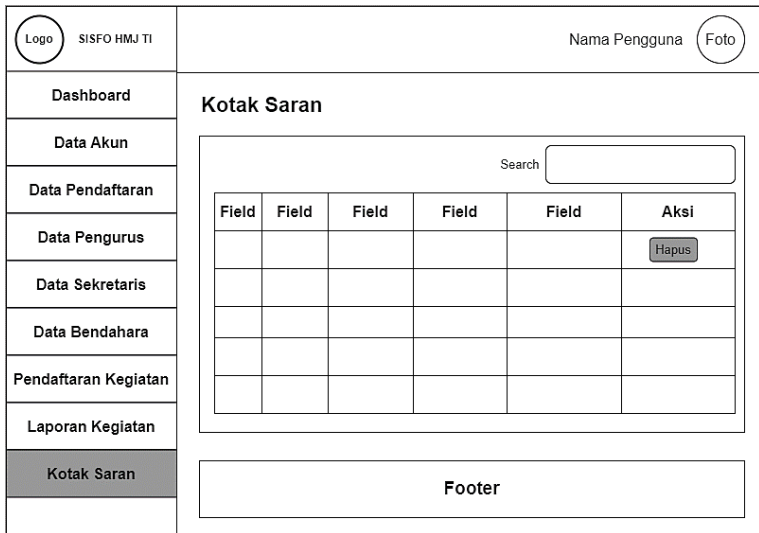 Logo
SISFO HMJ TI
Nama Pengguna
Foto
Dashboard
Data Akun
Data Pendaftaran
Data Pengurus
Data Sekretaris
Data Bendahara
Pendaftaran Kegiatan
Laporan Kegiatan
Kotak Saran
Kotak Saran
Search
Field Field Field Field Field Aksi
Hapus
Footer